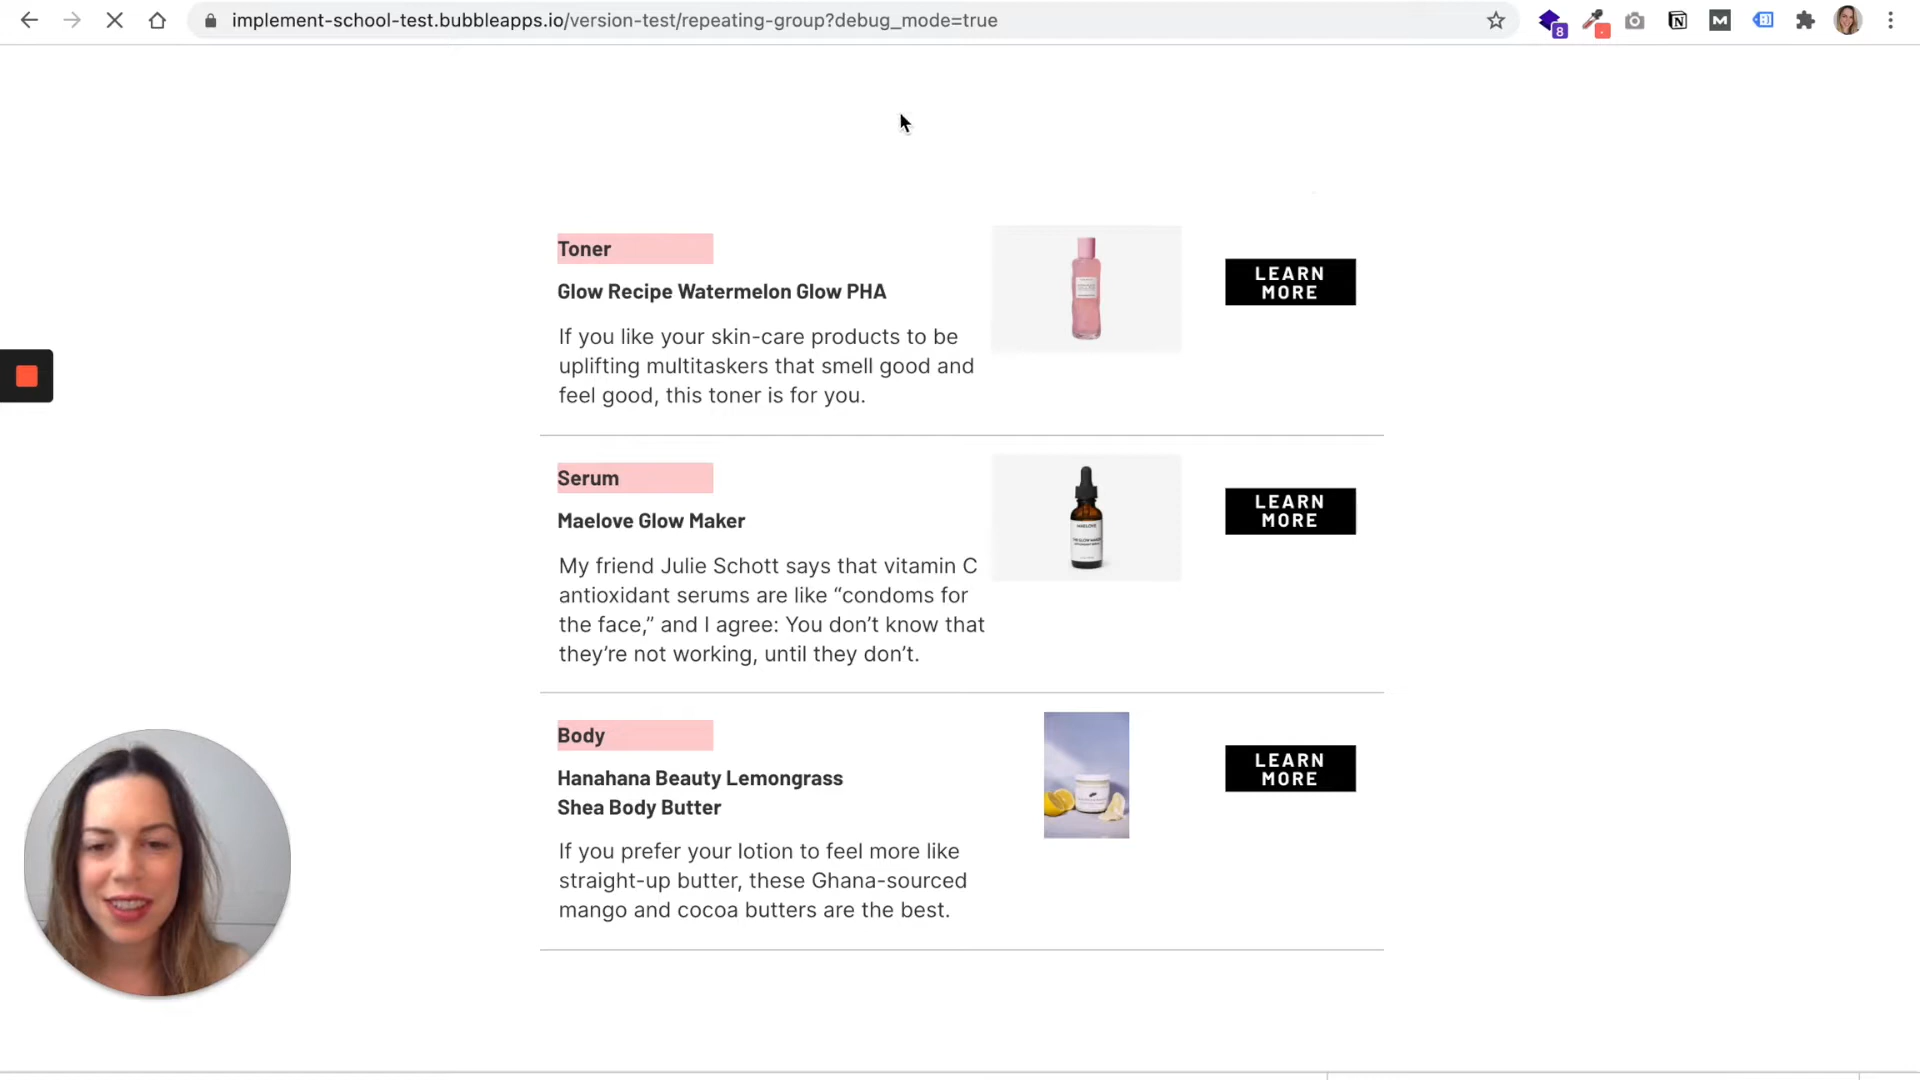 implement-school-test.bubbleapps.io/version-test/repeating-group?debug_mode=true
8
Toner
Glow Recipe Watermelon Glow PHA
If you like your skin-care products to be
uplifting multitaskers that smell good and
feel good, this toner is for you.
LEARN
MORE
Serum
Maelove Glow Maker
My friend Julie Schott says that vitamin C
antioxidant serums are like “condoms for
the face,” and I agree: You don’t know that
they’re not working, until they don’t.
LEARN
MORE
Body
Hanahana Beauty Lemongrass
Shea Body Butter
If you prefer your lotion to feel more like
straight-up butter, these Ghana-sourced
mango and cocoa butters are the best.
LEARN
MORE